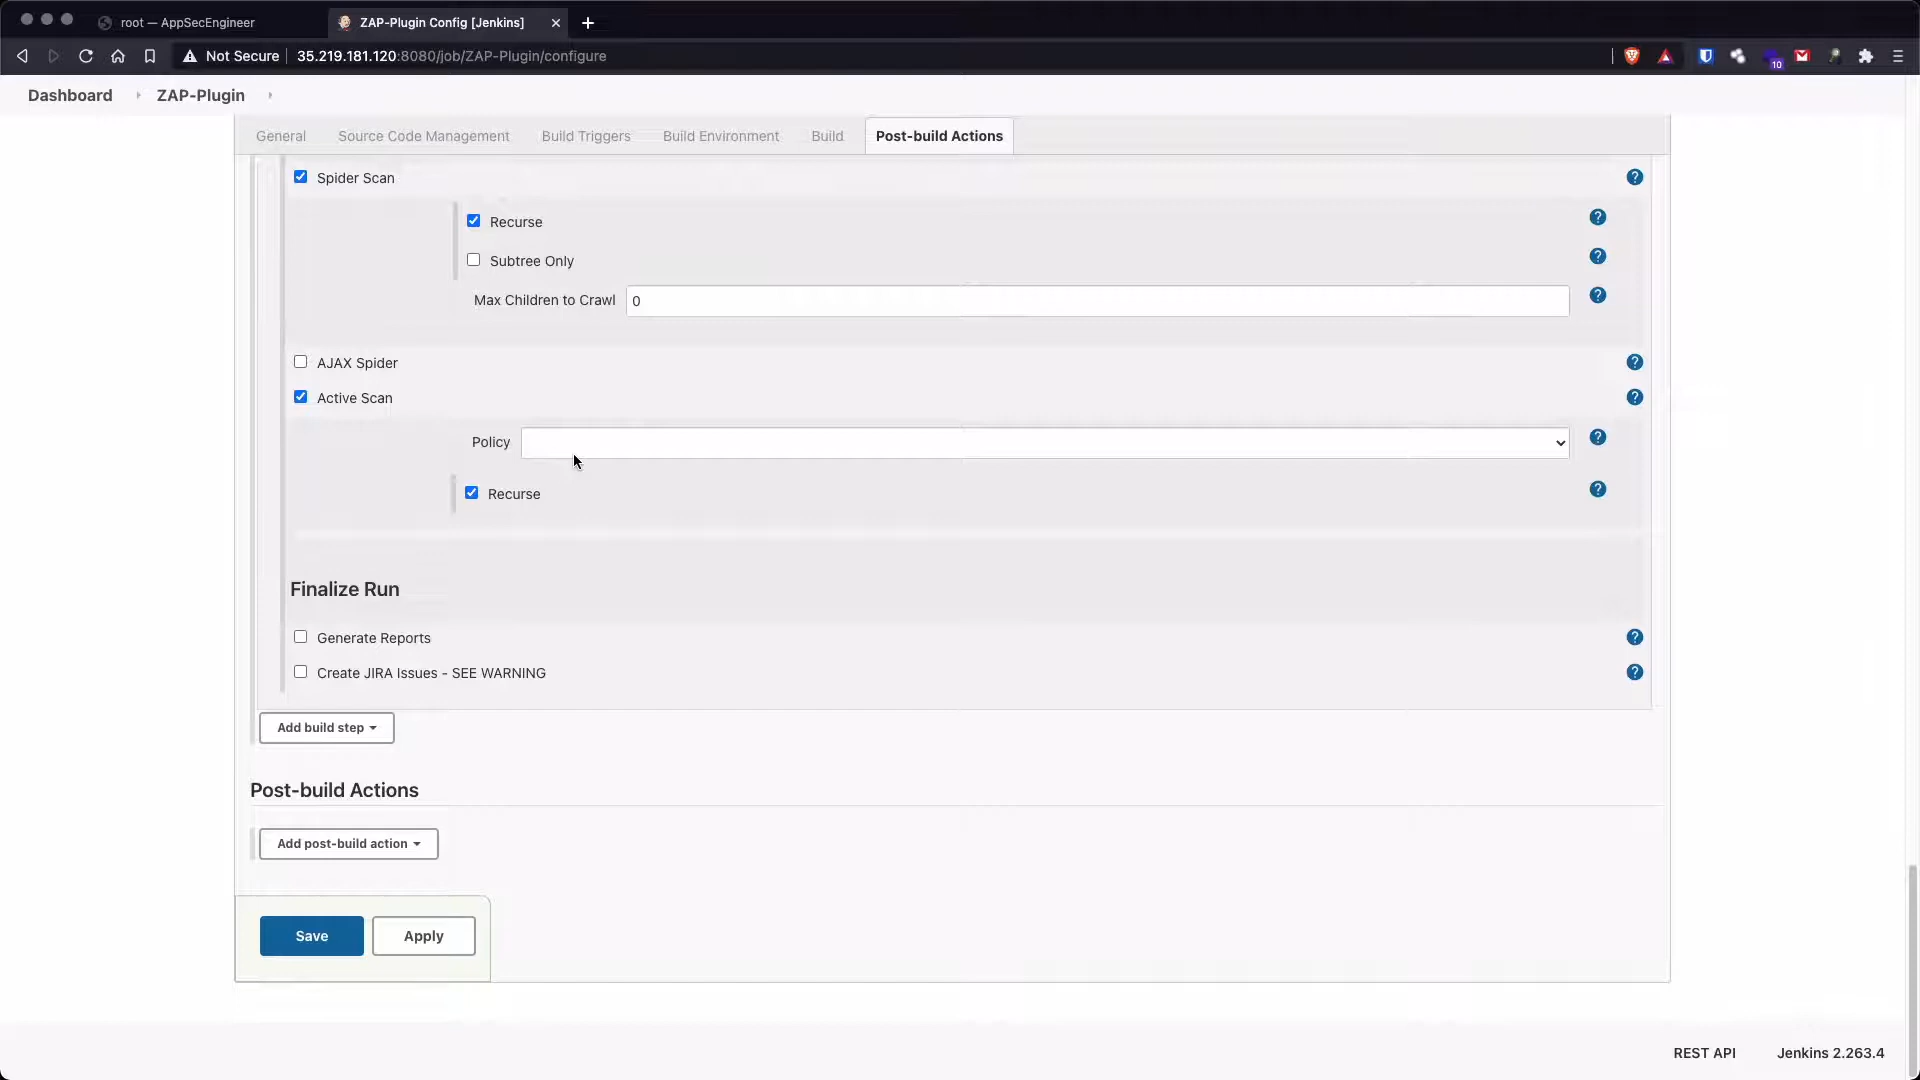 root — AppSecEngineer
ZAP-Plugin Config [Jenkins]
Not Secure 35.219.181.120:8080/job/ZAP-Plugin/configure
10
Dashboard ZAP-Plugin
General Source Code Management Build Triggers Build Environment Build Post-build Actions
Spider Scan ?
Recurse ?
Subtree Only ?
Max Children to Crawl 0 ?
AJAX Spider ?
Active Scan ?
Policy ?
Recurse ?
Finalize Run
Generate Reports ?
Create JIRA Issues - SEE WARNING ?
Add build step
Post-build Actions
Add post-build action
Save Apply
REST API Jenkins 2.263.4